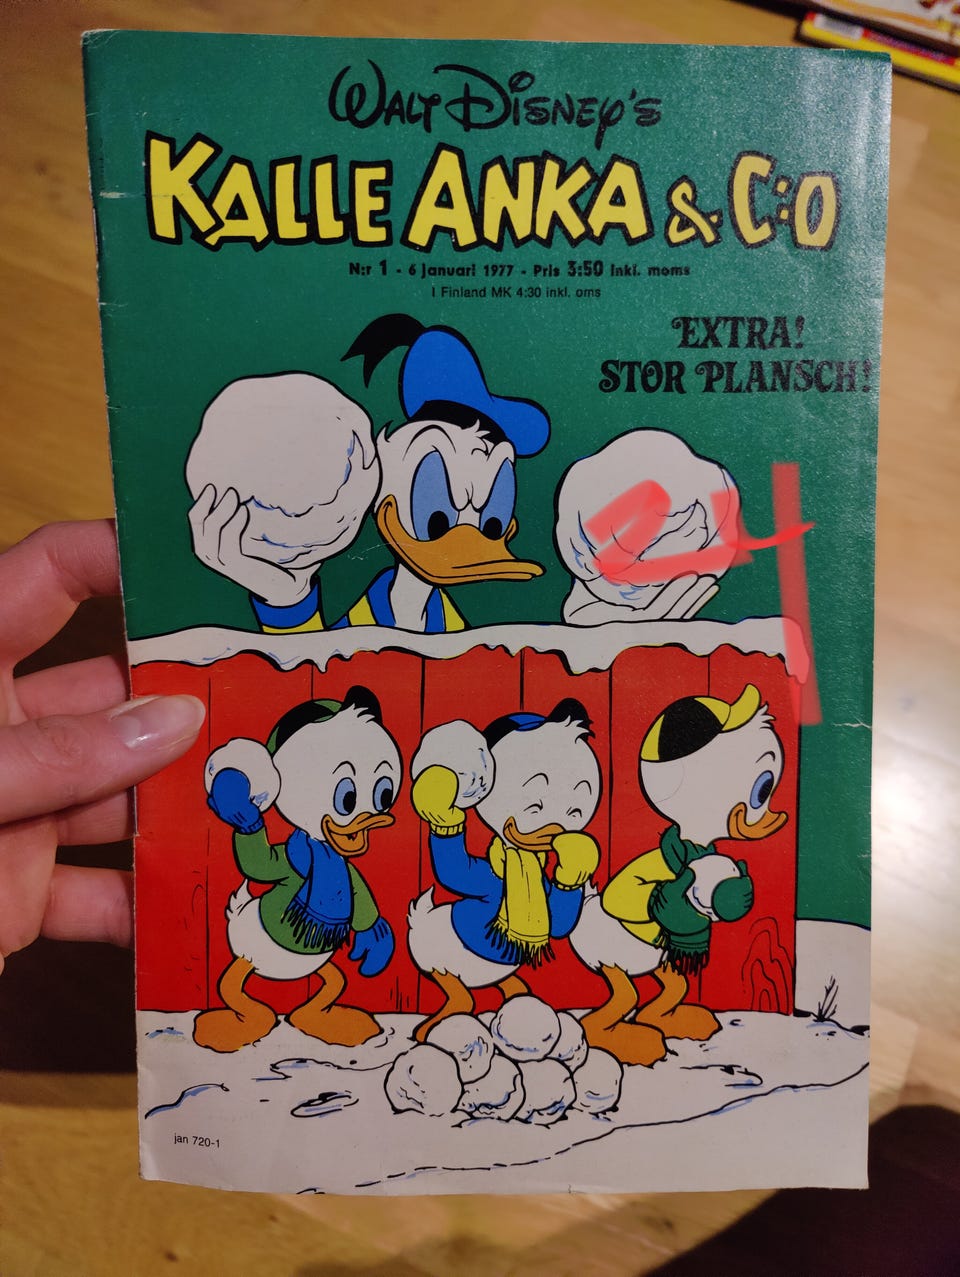 WALT DISNEY'S
KALLE ANKA & C:O
N:r 1 - 6 januari 1977 - Pris 3:50 inkl. moms
I Finland MK 4:30 inkl. oms
EXTRA!
STOR PLANSCH!
24
jan 720-1